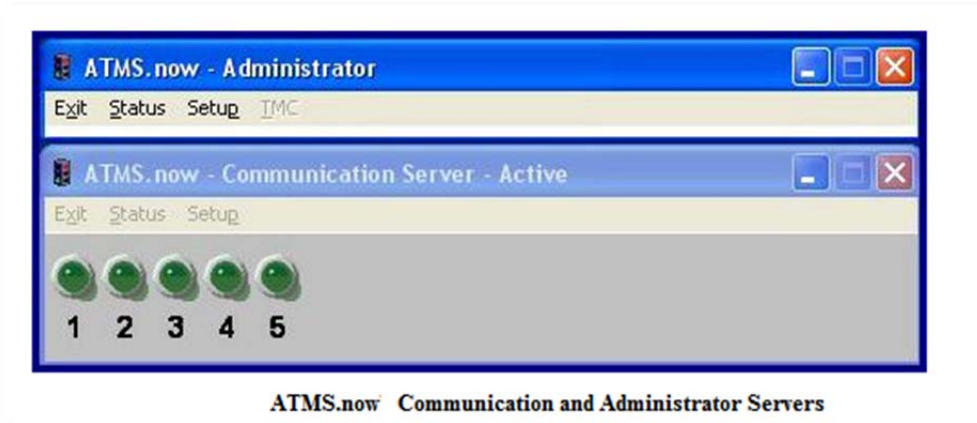 ATMS.now - Administrator
Exit Status Setup TMC
ATMS.now - Communication Server - Active
Exit Status Setup
1 2 3 4 5
ATMS.now Communication and Administrator Servers